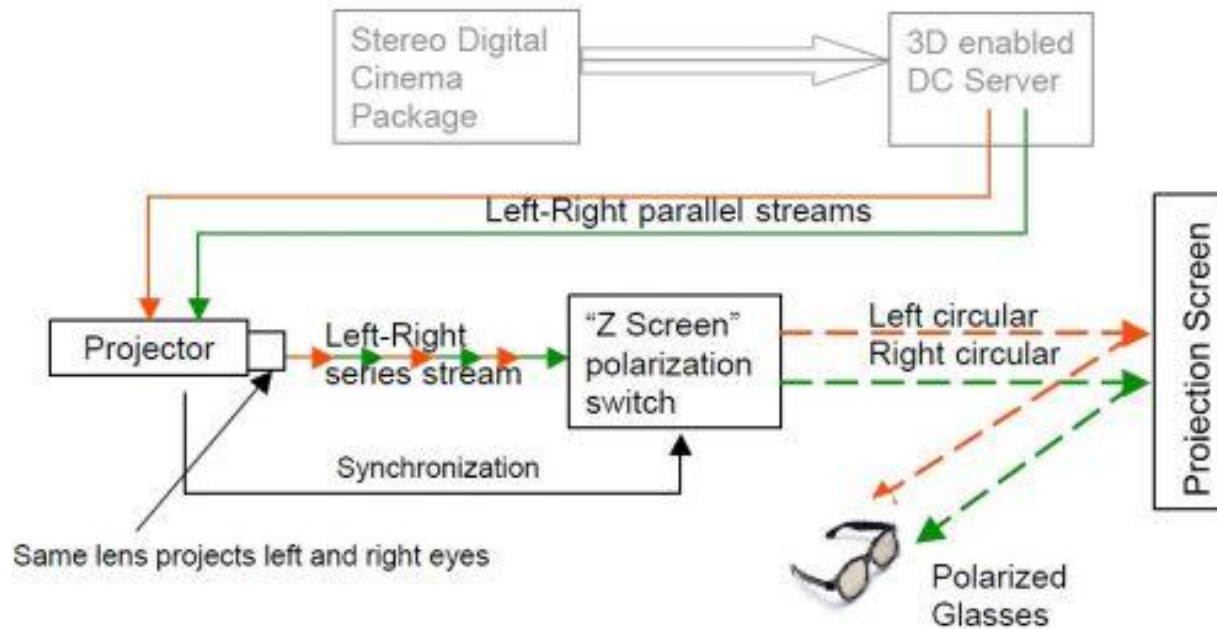 Stereo Digital
Cinema
Package
3D enabled
DC Server
Left-Right parallel streams
Projector
Left-Right
series stream
"Z Screen"
polarization
switch
Left circular
Right circular
Projection Screen
Synchronization
Same lens projects left and right eyes
Polarized
Glasses